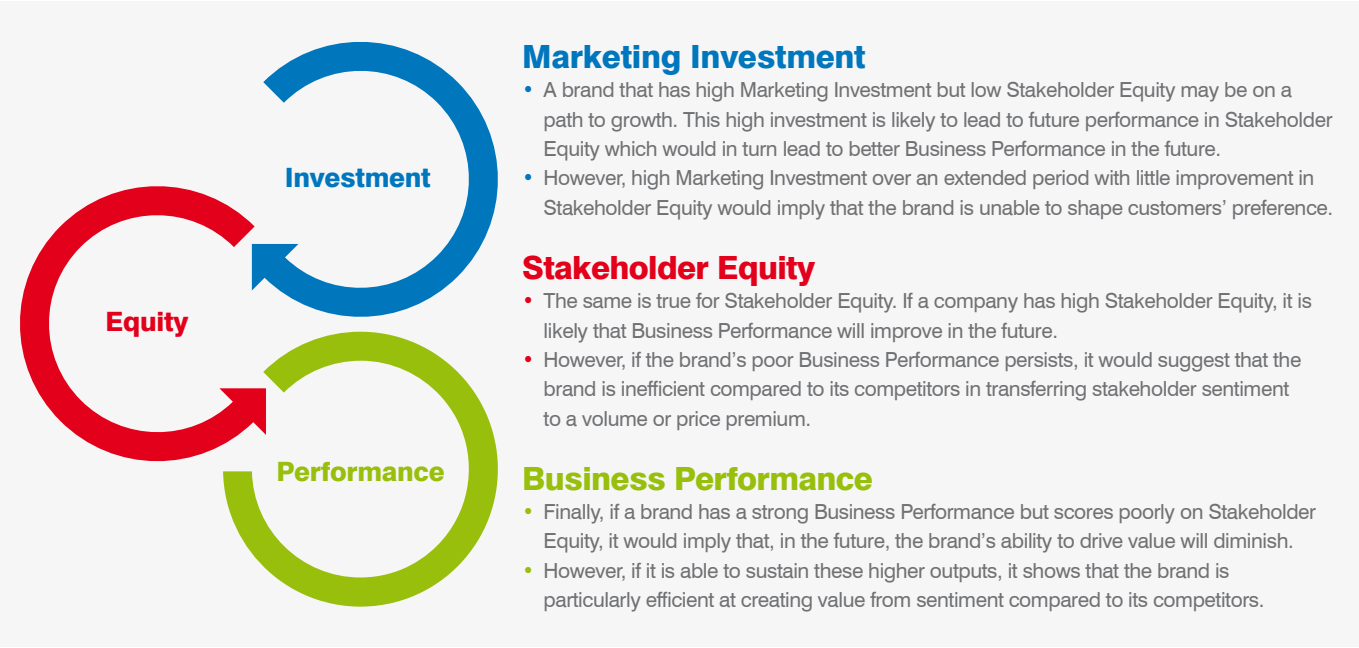 Investment
Equity
Performance
Marketing Investment
• A brand that has high Marketing Investment but low Stakeholder Equity may be on a
path to growth. This high investment is likely to lead to future performance in Stakeholder
Equity which would in turn lead to better Business Performance in the future.
• However, high Marketing Investment over an extended period with little improvement in
Stakeholder Equity would imply that the brand is unable to shape customers’ preference.
Stakeholder Equity
• The same is true for Stakeholder Equity. If a company has high Stakeholder Equity, it is
likely that Business Performance will improve in the future.
• However, if the brand’s poor Business Performance persists, it would suggest that the
brand is inefficient compared to its competitors in transferring stakeholder sentiment
to a volume or price premium.
Business Performance
• Finally, if a brand has a strong Business Performance but scores poorly on Stakeholder
Equity, it would imply that, in the future, the brand’s ability to drive value will diminish.
• However, if it is able to sustain these higher outputs, it shows that the brand is
particularly efficient at creating value from sentiment compared to its competitors.